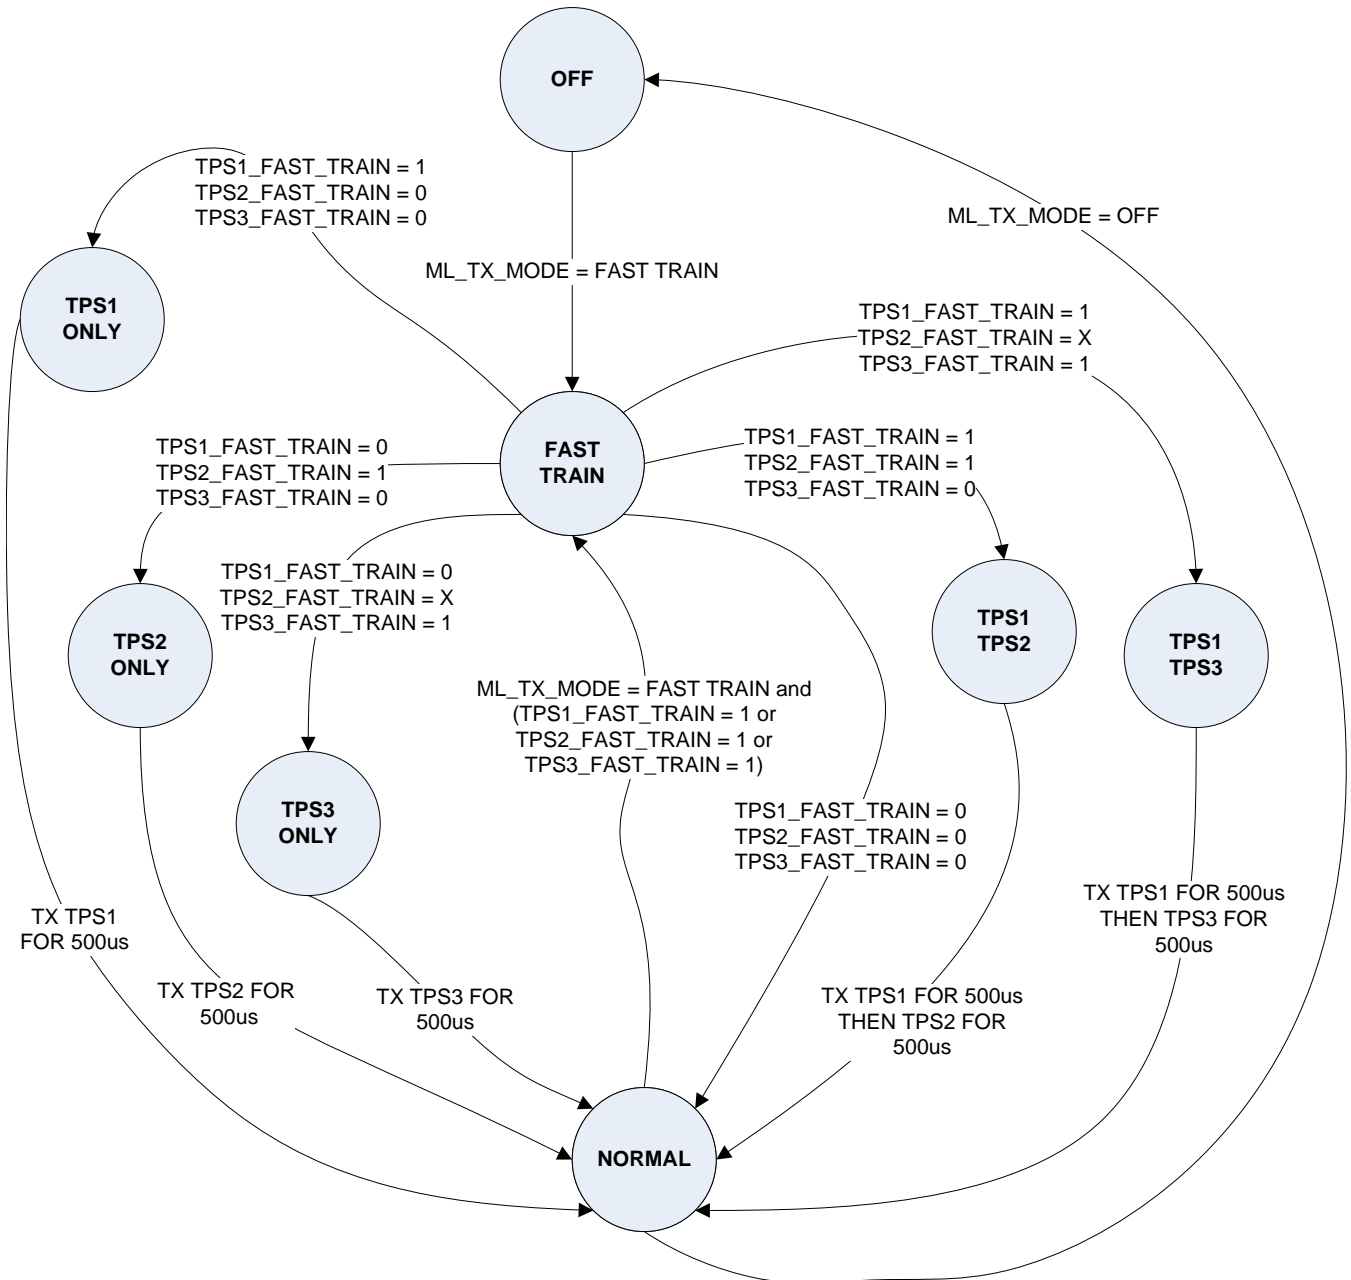 OFF
TPS1_FAST_TRAIN = 1
TPS2_FAST_TRAIN = 0
TPS3_FAST_TRAIN = 0
ML_TX_MODE = OFF
ML_TX_MODE = FAST TRAIN
TPS1
ONLY
TPS1_FAST_TRAIN = 1
TPS2_FAST_TRAIN = X
TPS3_FAST_TRAIN = 1
FAST
TRAIN
TPS1_FAST_TRAIN = 0
TPS2_FAST_TRAIN = 1
TPS3_FAST_TRAIN = 0
TPS1_FAST_TRAIN = 1
TPS2_FAST_TRAIN = 1
TPS3_FAST_TRAIN = 0
TPS1_FAST_TRAIN = 0
TPS2_FAST_TRAIN = X
TPS3_FAST_TRAIN = 1
TPS2
ONLY
TPS1
TPS2
TPS1
TPS3
ML_TX_MODE = FAST TRAIN and
(TPS1_FAST_TRAIN = 1 or
TPS2_FAST_TRAIN = 1 or
TPS3_FAST_TRAIN = 1)
TPS3
ONLY
TPS1_FAST_TRAIN = 0
TPS2_FAST_TRAIN = 0
TPS3_FAST_TRAIN = 0
TX TPS1
FOR 500us
TX TPS1 FOR 500us
THEN TPS3 FOR
500us
TX TPS2 FOR
500us
TX TPS3 FOR
500us
TX TPS1 FOR 500us
THEN TPS2 FOR
500us
NORMAL